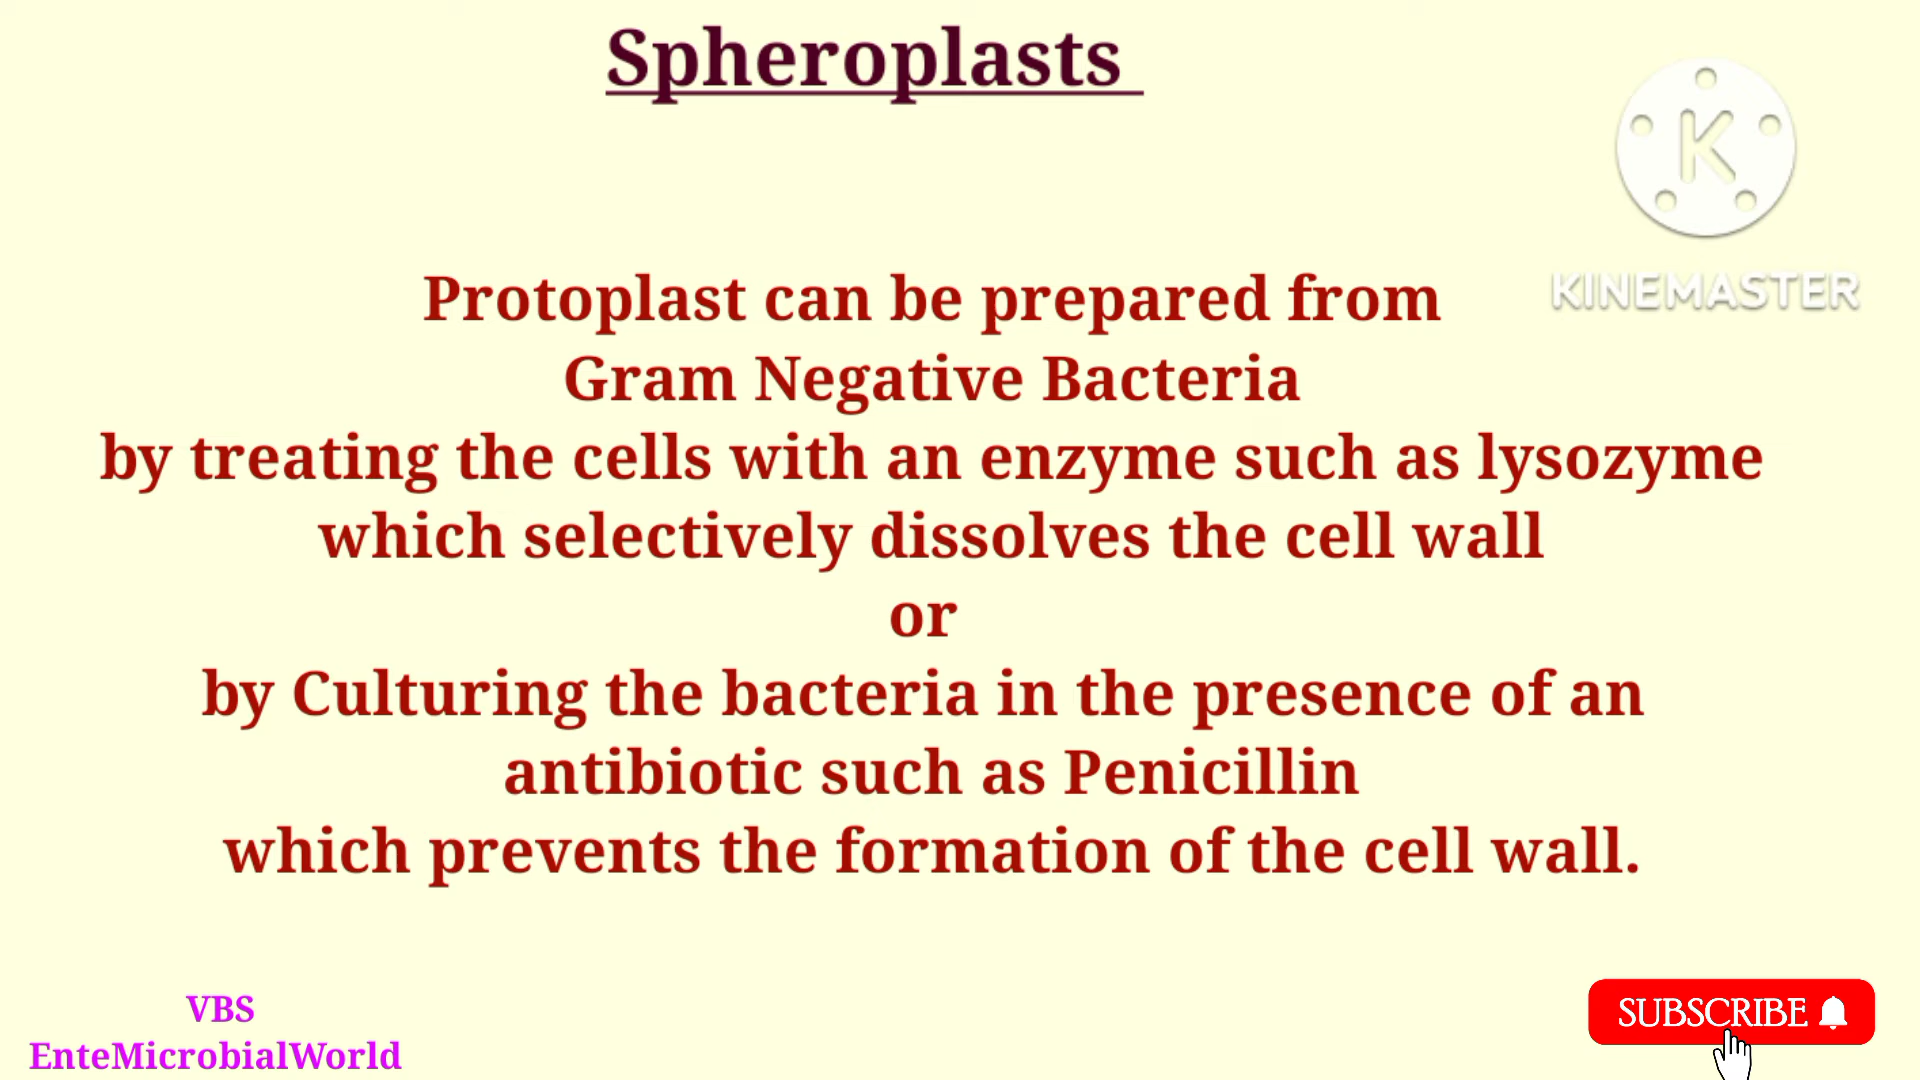 Spheroplasts
KINEMASTER
Protoplast can be prepared from
Gram Negative Bacteria
by treating the cells with an enzyme such as lysozyme
which selectively dissolves the cell wall
or
by Culturing the bacteria in the presence of an
antibiotic such as Penicillin
which prevents the formation of the cell wall.
VBS
EnteMicrobialWorld
SUBSCRIBE